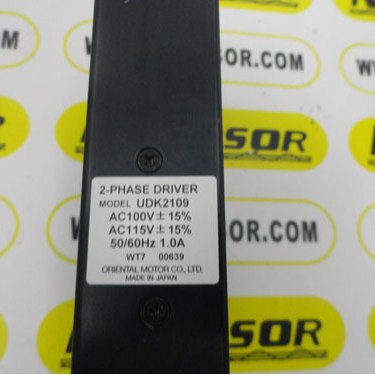 .COM
SOR.COM
SOR
2-PHASE DRIVER
MODEL UDK2109
AC100V ± 15%
AC115V ± 15%
50/60Hz 1.0A
WT7 00639
ORIENTAL MOTOR CO., LTD.
MADE IN JAPAN
SOR
.COM